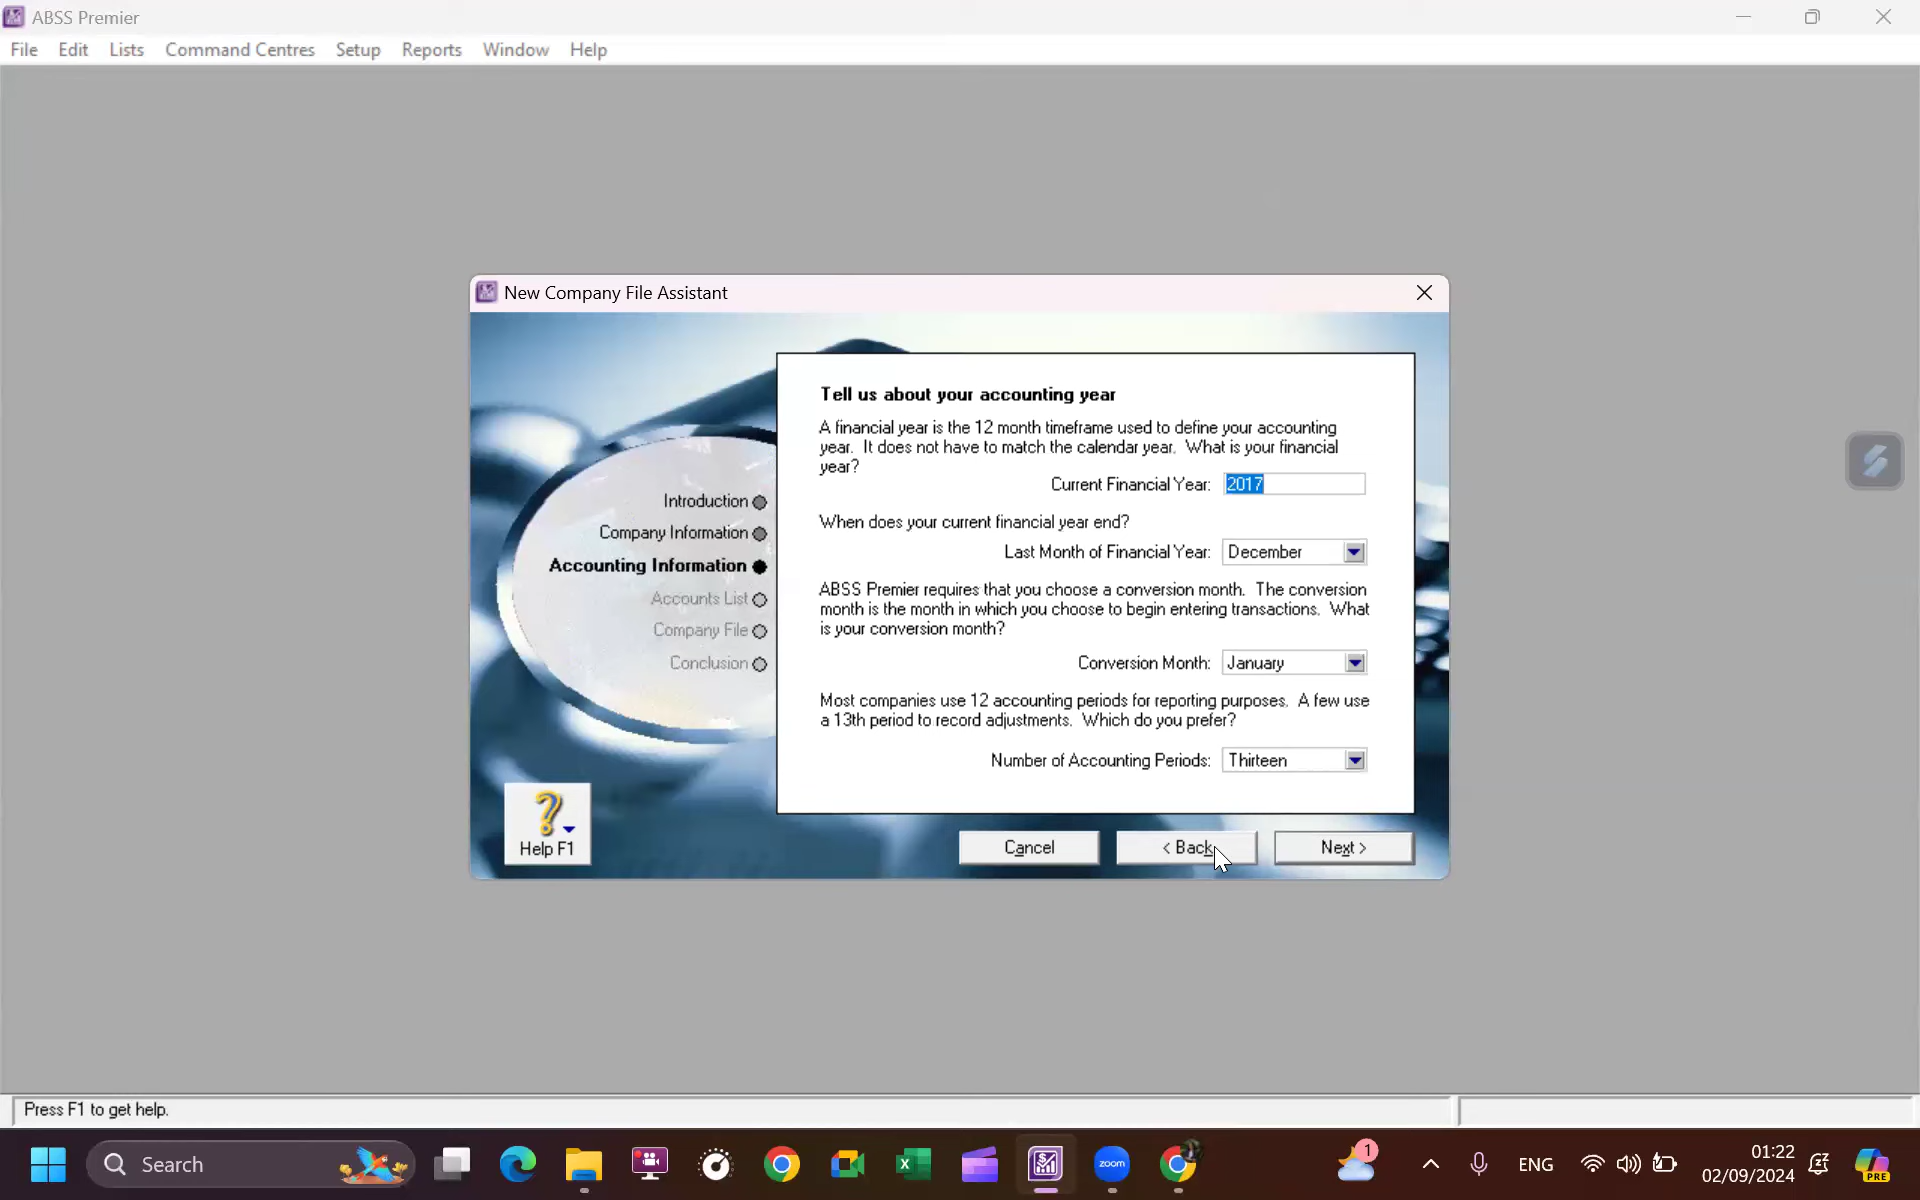 ABSS Premier
File Edit Lists Command Centres Setup Reports Window Help
New Company File Assistant
Introduction
Company Information
Accounting Information
Accounts List
Company File
Conclusion
Help F1
Tell us about your accounting year
A financial year is the 12 month timeframe used to define your accounting
year. It does not have to match the calendar year. What is your financial
year?
Current Financial Year: 2017
When does your current financial year end?
Last Month of Financial Year: December
ABSS Premier requires that you choose a conversion month. The conversion
month is the month in which you choose to begin entering transactions. What
is your conversion month?
Conversion Month: January
Most companies use 12 accounting periods for reporting purposes. A few use
a 13th period to record adjustments. Which do you prefer?
Number of Accounting Periods: Thirteen
Cancel < Back Next >
Press F1 to get help.
Search
zoom
1
ENG
01:22
02/09/2024
PRE